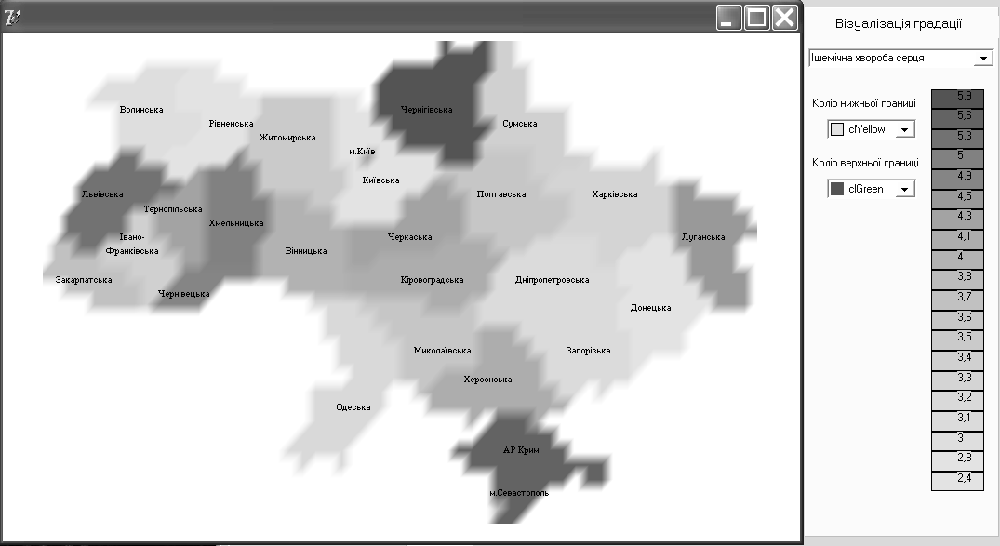 Візуалізація градації
Ішемічна хвороба серця
Колір нижньої границі
clYellow
Колір верхньої границі
clGreen
5,9
5,6
5,3
5
4,9
4,5
4,3
4,1
4
3,8
3,7
3,6
3,5
3,4
3,3
3,2
3,1
3
2,8
2,4
Волинська
Рівненська
Житомирська
м.Київ
Чернігівська
Сумська
Київська
Львівська
Тернопільська
Хмельницька
Полтавська
Харківська
Івано-
Франківська
Вінницька
Черкаська
Луганська
Закарпатська
Чернівецька
Кіровоградська
Дніпропетровська
Донецька
Миколаївська
Запорізька
Херсонська
Одеська
АР Крим
м.Севастополь